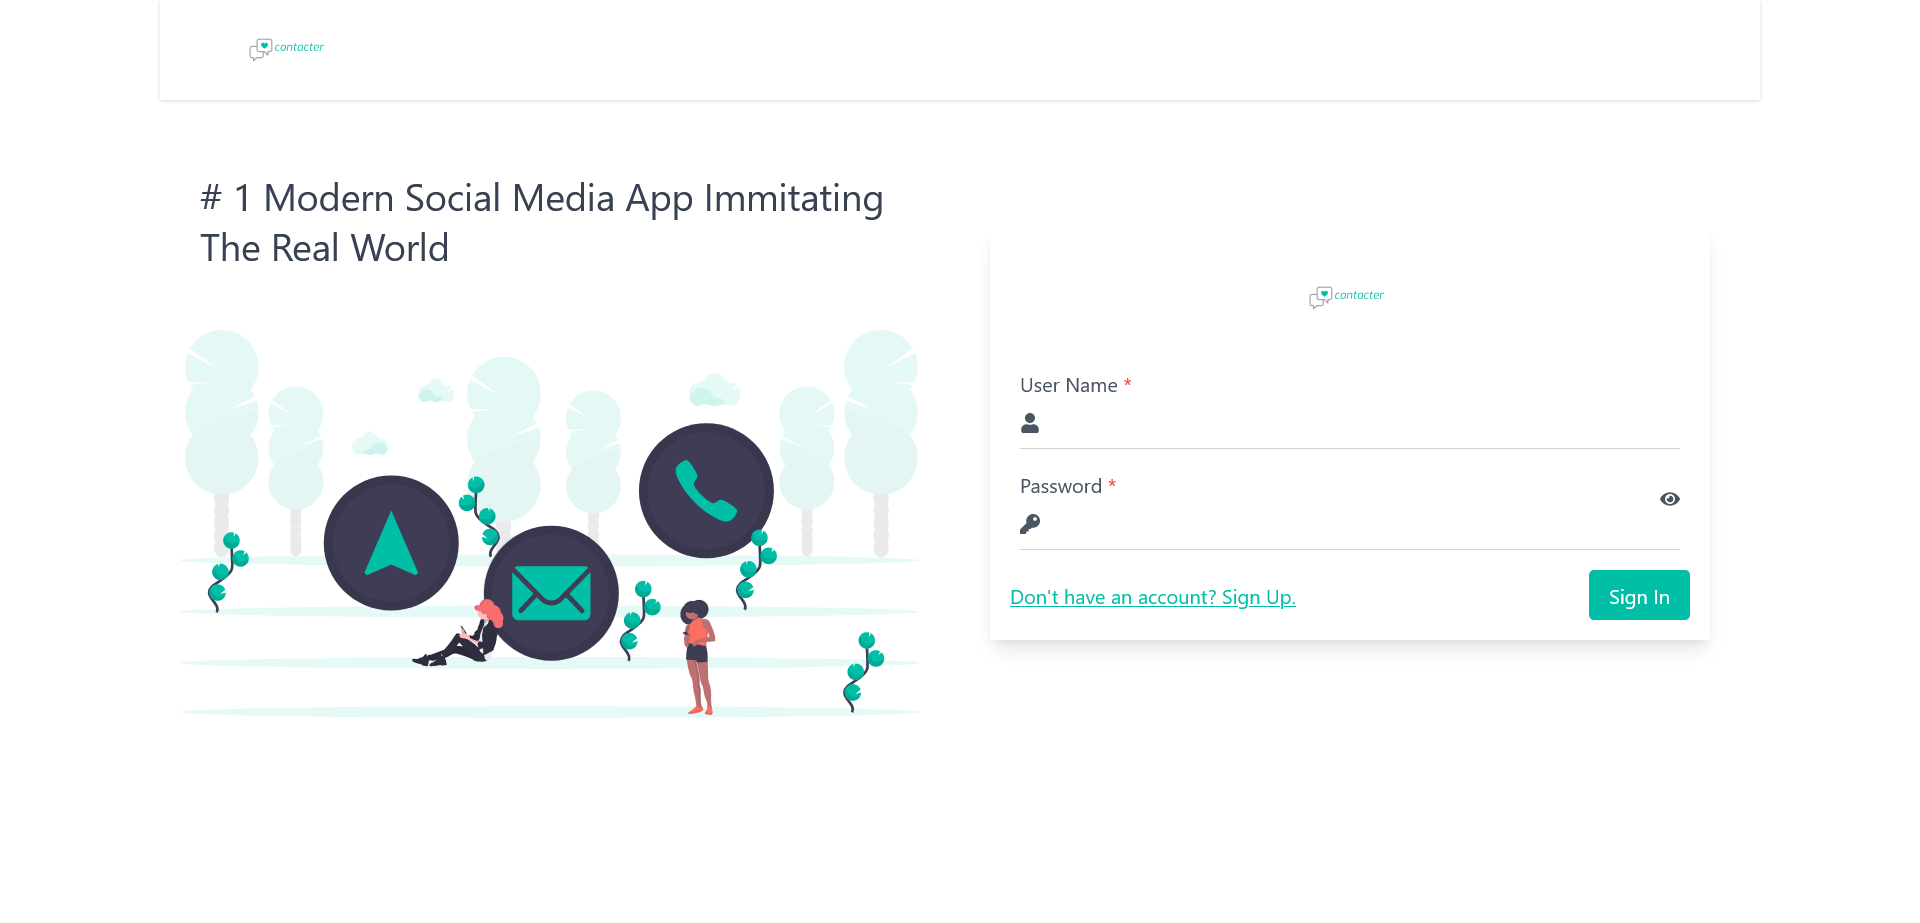 contacter
# 1 Modern Social Media App Immitating
The Real World
contacter
User Name *
Password *
Don't have an account? Sign Up.
Sign In